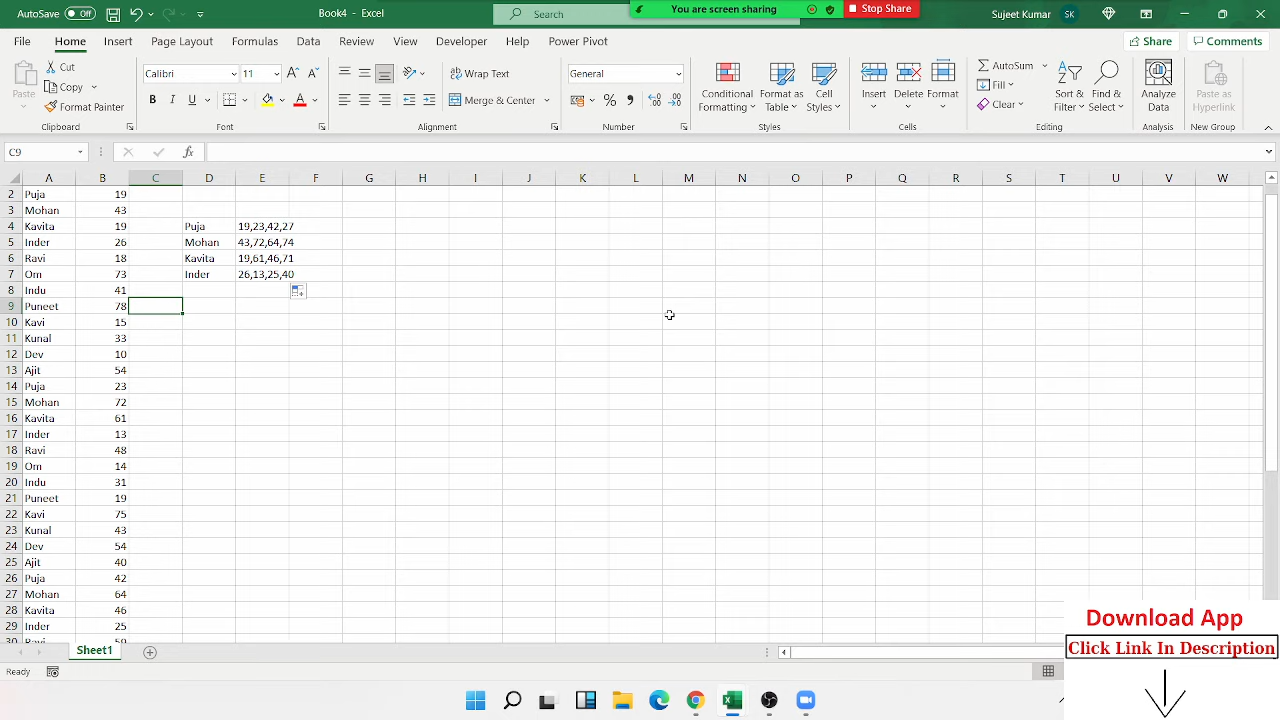 AutoSave Off Book4 - Excel Search You are screen sharing Stop Share Sujeet Kumar SK
File Home Insert Page Layout Formulas Data Review View Developer Help Power Pivot Share Comments
Paste Cut Copy Format Painter
Calibri 11 B I U A
Wrap Text Merge & Center
General % ,
Conditional Formatting Format as Table Cell Styles
Insert Delete Format
AutoSum Fill Clear Sort & Filter Find & Select
Analyze Data
Paste as Hyperlink
Clipboard Font Alignment Number Styles Cells Editing Analysis New Group
C9 fx
A B C D E F G H I J K L M N O P Q R S T U V W
2 Puja 19
3 Mohan 43
4 Kavita 19 Puja 19,23,42,27
5 Inder 26 Mohan 43,72,64,74
6 Ravi 18 Kavita 19,61,46,71
7 Om 73 Inder 26,13,25,40
8 Indu 41
9 Puneet 78
10 Kavi 15
11 Kunal 33
12 Dev 10
13 Ajit 54
14 Puja 23
15 Mohan 72
16 Kavita 61
17 Inder 13
18 Ravi 48
19 Om 14
20 Indu 31
21 Puneet 19
22 Kavi 75
23 Kunal 43
24 Dev 54
25 Ajit 40
26 Puja 42
27 Mohan 64
28 Kavita 46
29 Inder 25
30 Ravi 59
Download App
Click Link In Description
Sheet1
Ready